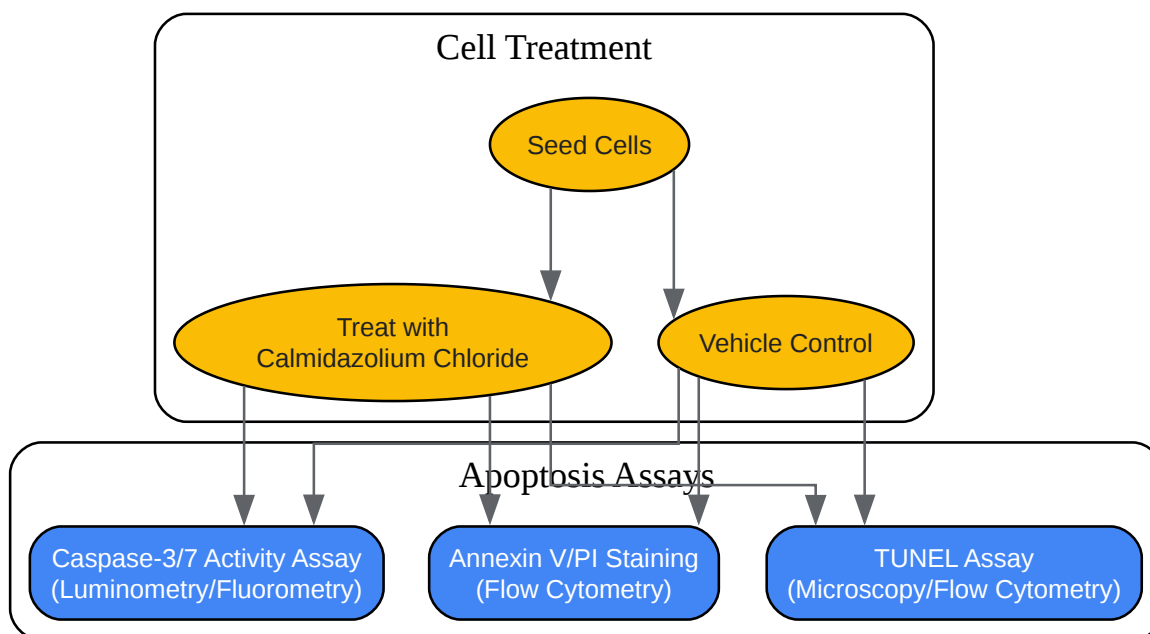 Cell Treatment
Seed Cells
Treat with
Calmidazolium Chloride
Vehicle Control
Apoptosis Assays
Caspase-3/7 Activity Assay
(Luminometry/Fluorometry)
Annexin V/PI Staining
(Flow Cytometry)
TUNEL Assay
(Microscopy/Flow Cytometry)